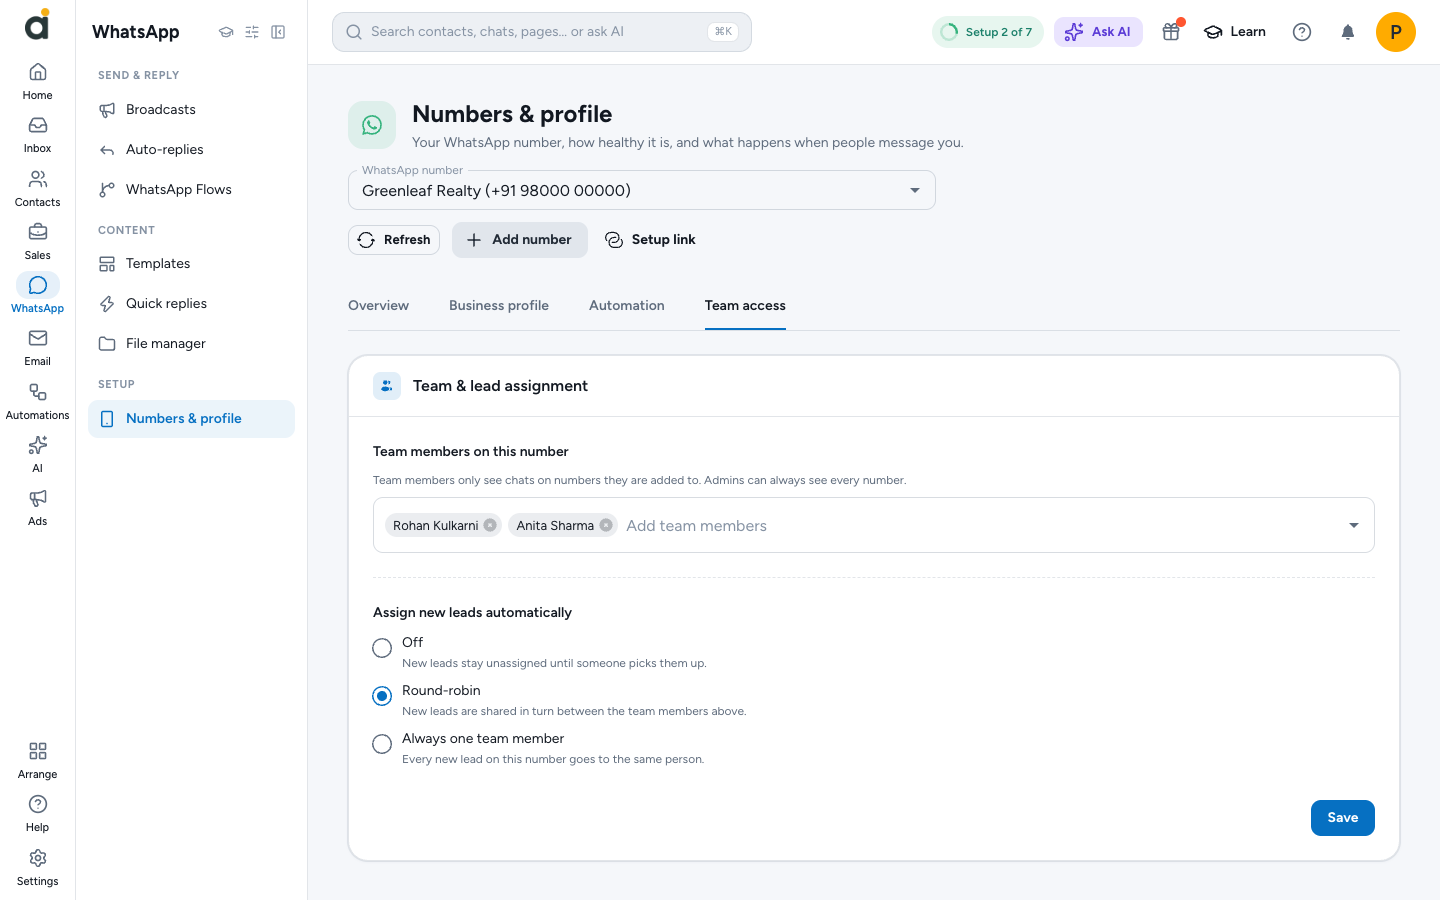 WhatsApp
Search contacts, chats, pages... or ask AI
⌘K
Setup 2 of 7
Ask AI
Learn
P
Home
Inbox
Contacts
Sales
WhatsApp
Email
Automations
AI
Ads
Arrange
Help
Settings
SEND & REPLY
Broadcasts
Auto-replies
WhatsApp Flows
CONTENT
Templates
Quick replies
File manager
SETUP
Numbers & profile
Numbers & profile
Your WhatsApp number, how healthy it is, and what happens when people message you.
WhatsApp number
Greenleaf Realty (+91 98000 00000)
Refresh
Add number
Setup link
Overview
Business profile
Automation
Team access
Team & lead assignment
Team members on this number
Team members only see chats on numbers they are added to. Admins can always see every number.
Rohan Kulkarni
Anita Sharma
Add team members
Assign new leads automatically
Off
New leads stay unassigned until someone picks them up.
Round-robin
New leads are shared in turn between the team members above.
Always one team member
Every new lead on this number goes to the same person.
Save